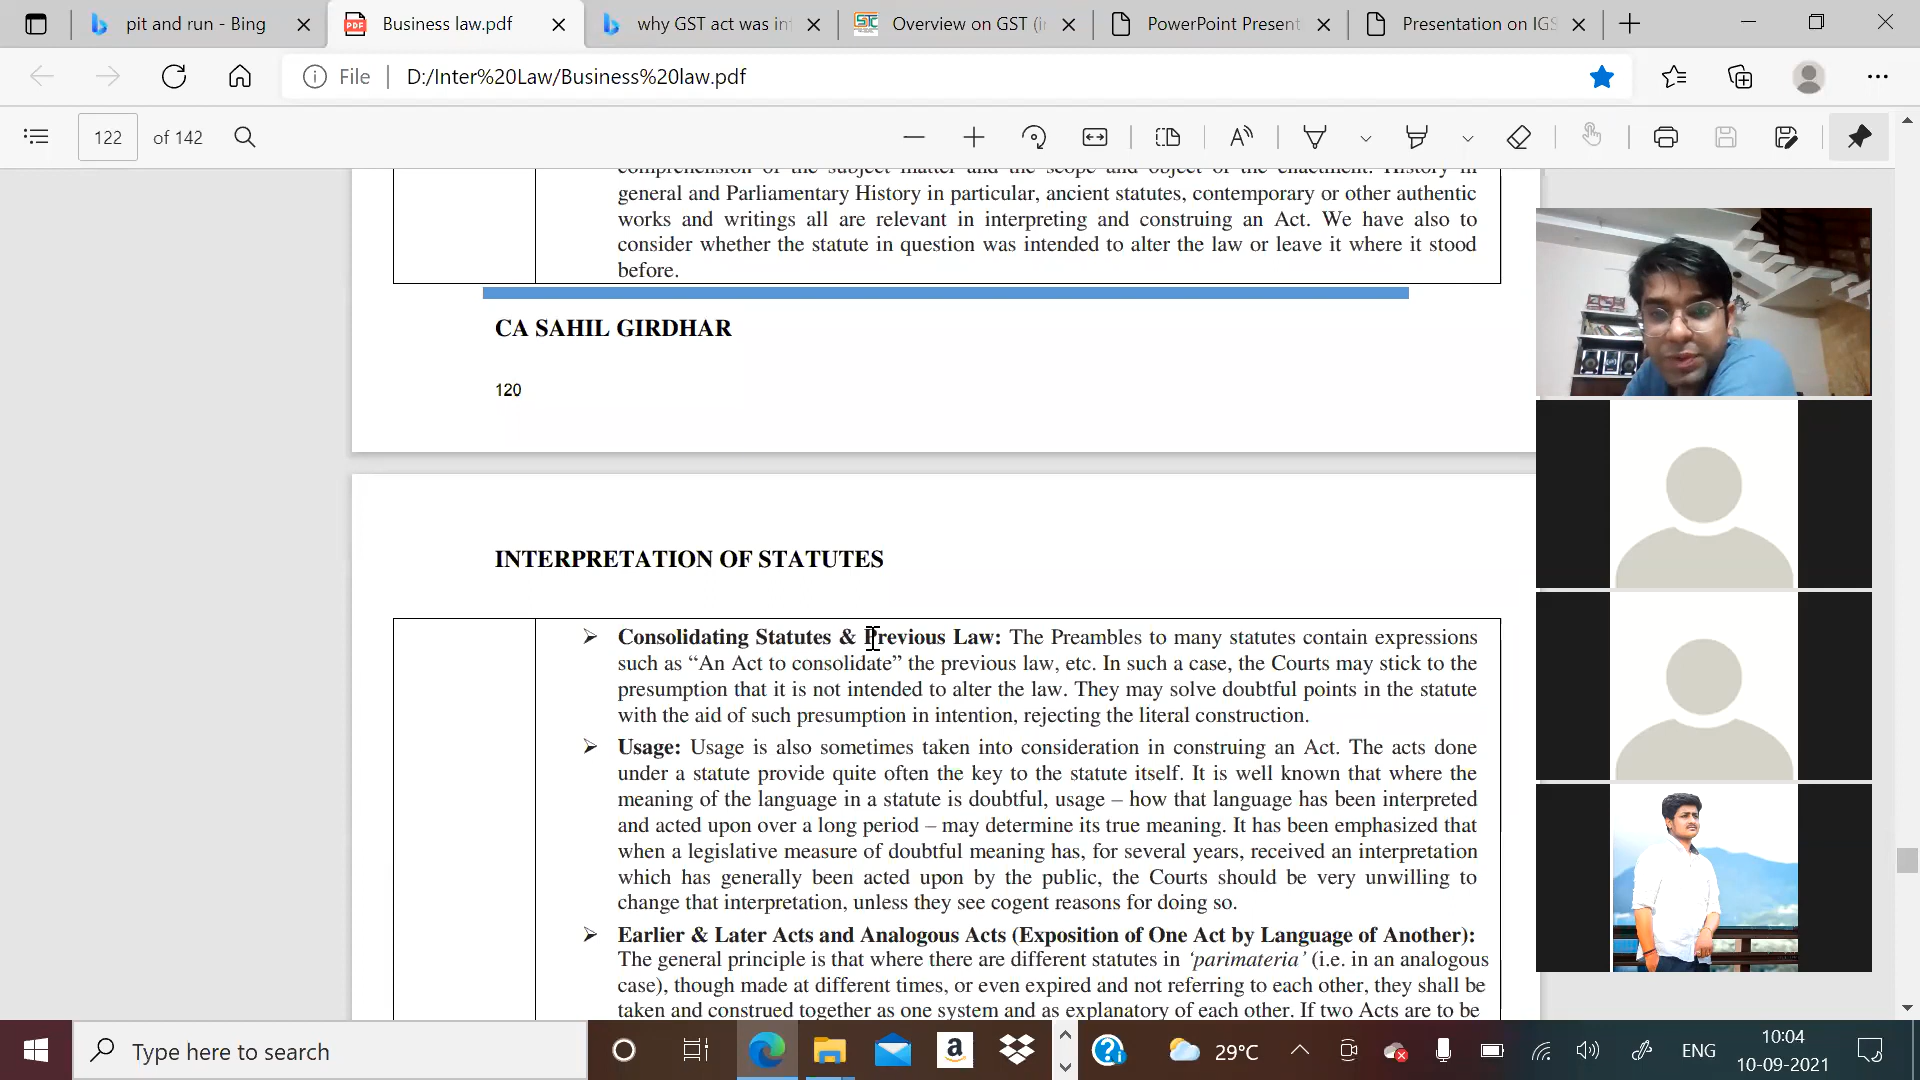 pit and run - Bing
Business law.pdf
why GST act was in
Overview on GST (i
PowerPoint Present
Presentation on IGS
File
D:/Inter%20Law/Business%20law.pdf
122
of 142
comprehension of the subject matter and the scope and object of the enactment. History in
general and Parliamentary History in particular, ancient statutes, contemporary or other authentic
works and writings all are relevant in interpreting and construing an Act. We have also to
consider whether the statute in question was intended to alter the law or leave it where it stood
before.
CA SAHIL GIRDHAR
120
INTERPRETATION OF STATUTES
➢ Consolidating Statutes & Previous Law: The Preambles to many statutes contain expressions
such as “An Act to consolidate” the previous law, etc. In such a case, the Courts may stick to the
presumption that it is not intended to alter the law. They may solve doubtful points in the statute
with the aid of such presumption in intention, rejecting the literal construction.
➢ Usage: Usage is also sometimes taken into consideration in construing an Act. The acts done
under a statute provide quite often the key to the statute itself. It is well known that where the
meaning of the language in a statute is doubtful, usage – how that language has been interpreted
and acted upon over a long period – may determine its true meaning. It has been emphasized that
when a legislative measure of doubtful meaning has, for several years, received an interpretation
which has generally been acted upon by the public, the Courts should be very unwilling to
change that interpretation, unless they see cogent reasons for doing so.
➢ Earlier & Later Acts and Analogous Acts (Exposition of One Act by Language of Another):
The general principle is that where there are different statutes in ‘parimateria’ (i.e. in an analogous
case), though made at different times, or even expired and not referring to each other, they shall be
taken and construed together as one system and as explanatory of each other. If two Acts are to be
Type here to search
29°C
ENG
10:04
10-09-2021